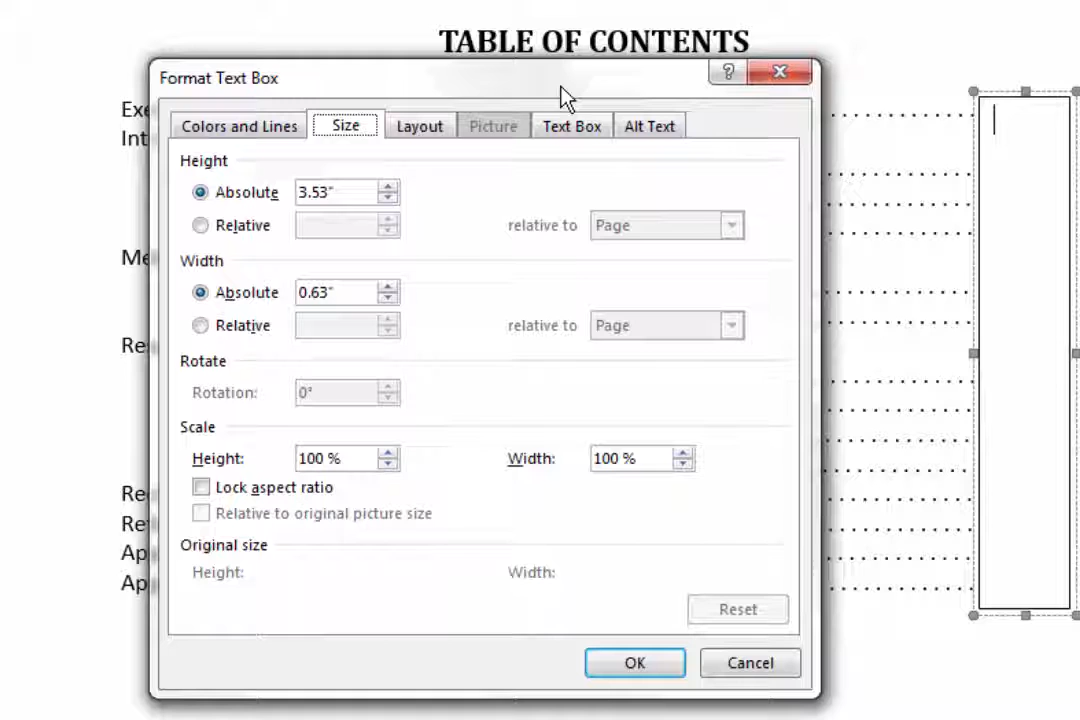 TABLE OF CONTENTS
Format Text Box
?
Colors and Lines Size Layout Picture Text Box Alt Text
Height
Absolute 3.53"
Relative relative to Page
Width
Absolute 0.63"
Relative relative to Page
Rotate
Rotation: 0°
Scale
Height: 100 % Width: 100 %
Lock aspect ratio
Relative to original picture size
Original size
Height: Width:
Reset
OK Cancel